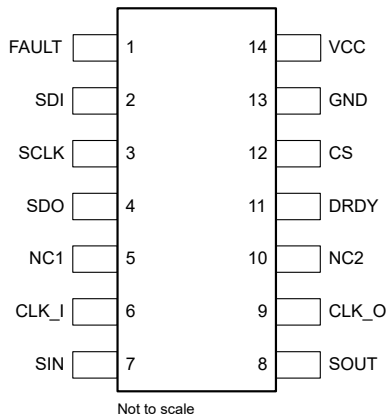 FAULT 1 14 VCC
SDI 2 13 GND
SCLK 3 12 CS
SDO 4 11 DRDY
NC1 5 10 NC2
CLK_I 6 9 CLK_O
SIN 7 8 SOUT
Not to scale